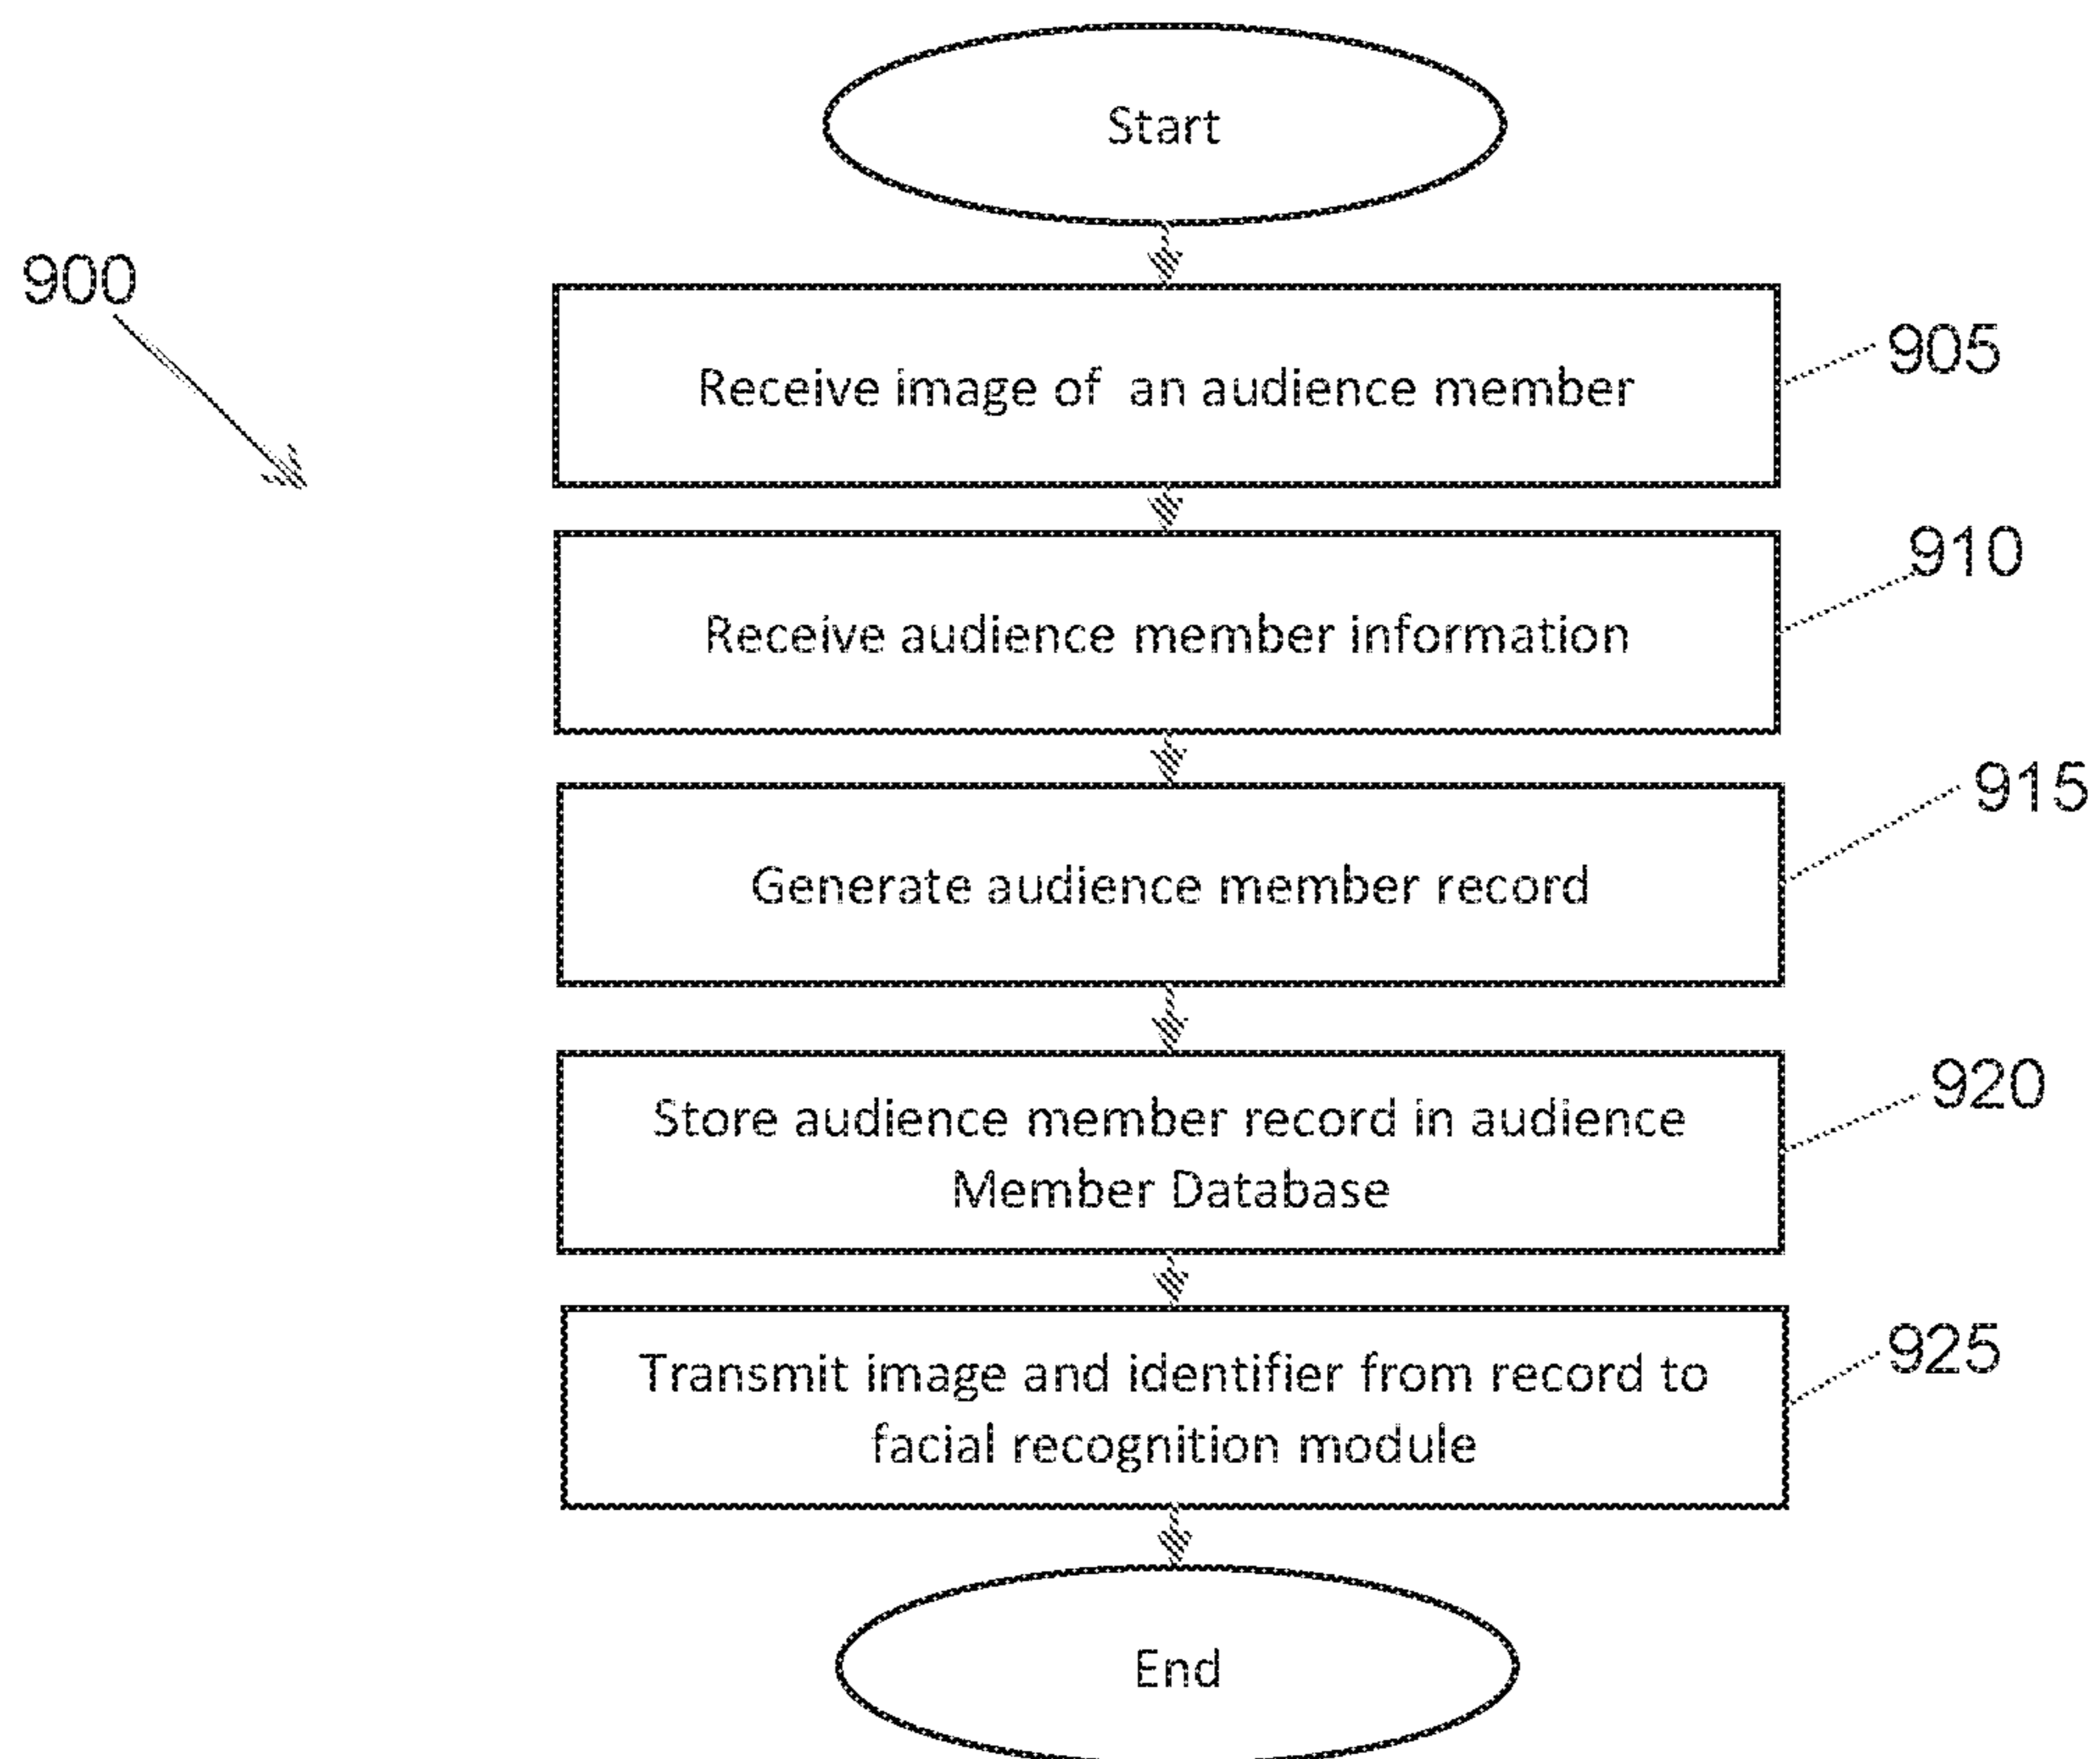 Start
900
Receive image of an audience member
905
Receive audience member information
910
Generate audience member record
915
Store audience member record in audience
Member Database
920
Transmit image and identifier from record to
facial recognition module
925
End